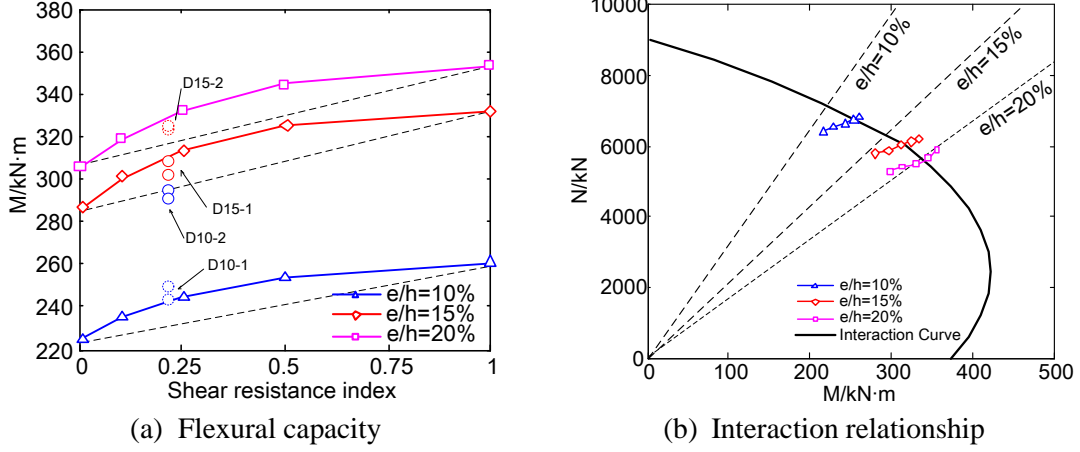 380
360
340
320
300
280
260
240
220
M/kN·m
0
0.25
0.5
0.75
1
Shear resistance index
D15-2
D15-1
D10-2
D10-1
e/h=10%
e/h=15%
e/h=20%
(a) Flexural capacity
10000
8000
6000
4000
2000
0
N/kN
0
100
200
300
400
500
M/kN·m
e/h=10%
e/h=15%
e/h=20%
e/h=10%
e/h=15%
e/h=20%
Interaction Curve
(b) Interaction relationship